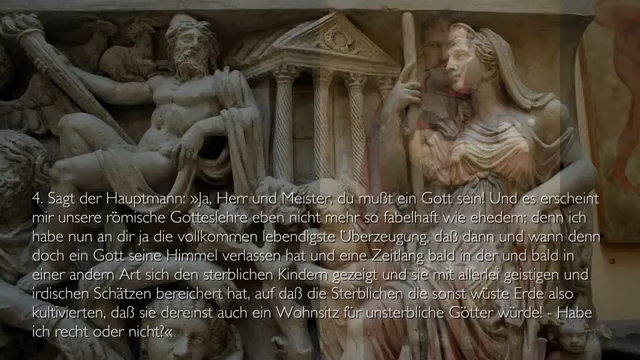 4. Sagt der Hauptmann: »Ja, Herr und Meister, du mußt ein Gott sein! Und es erscheint
mir unsere römische Gotteslehre eben nicht mehr so fabelhaft wie ehedem; denn ich
habe nun an dir ja die vollkommen lebendigste Überzeugung, daß dann und wann denn
doch ein Gott seine Himmel verlassen hat und eine Zeitlang bald in der und bald in
einer andern Art sich den sterblichen Kindern gezeigt und sie mit allerlei geistigen und
irdischen Schätzen bereichert hat, auf daß die Sterblichen die sonst wüste Erde also
kultivierten, daß sie dereinst auch ein Wohnsitz für unsterbliche Götter würde! - Habe
ich recht oder nicht?«